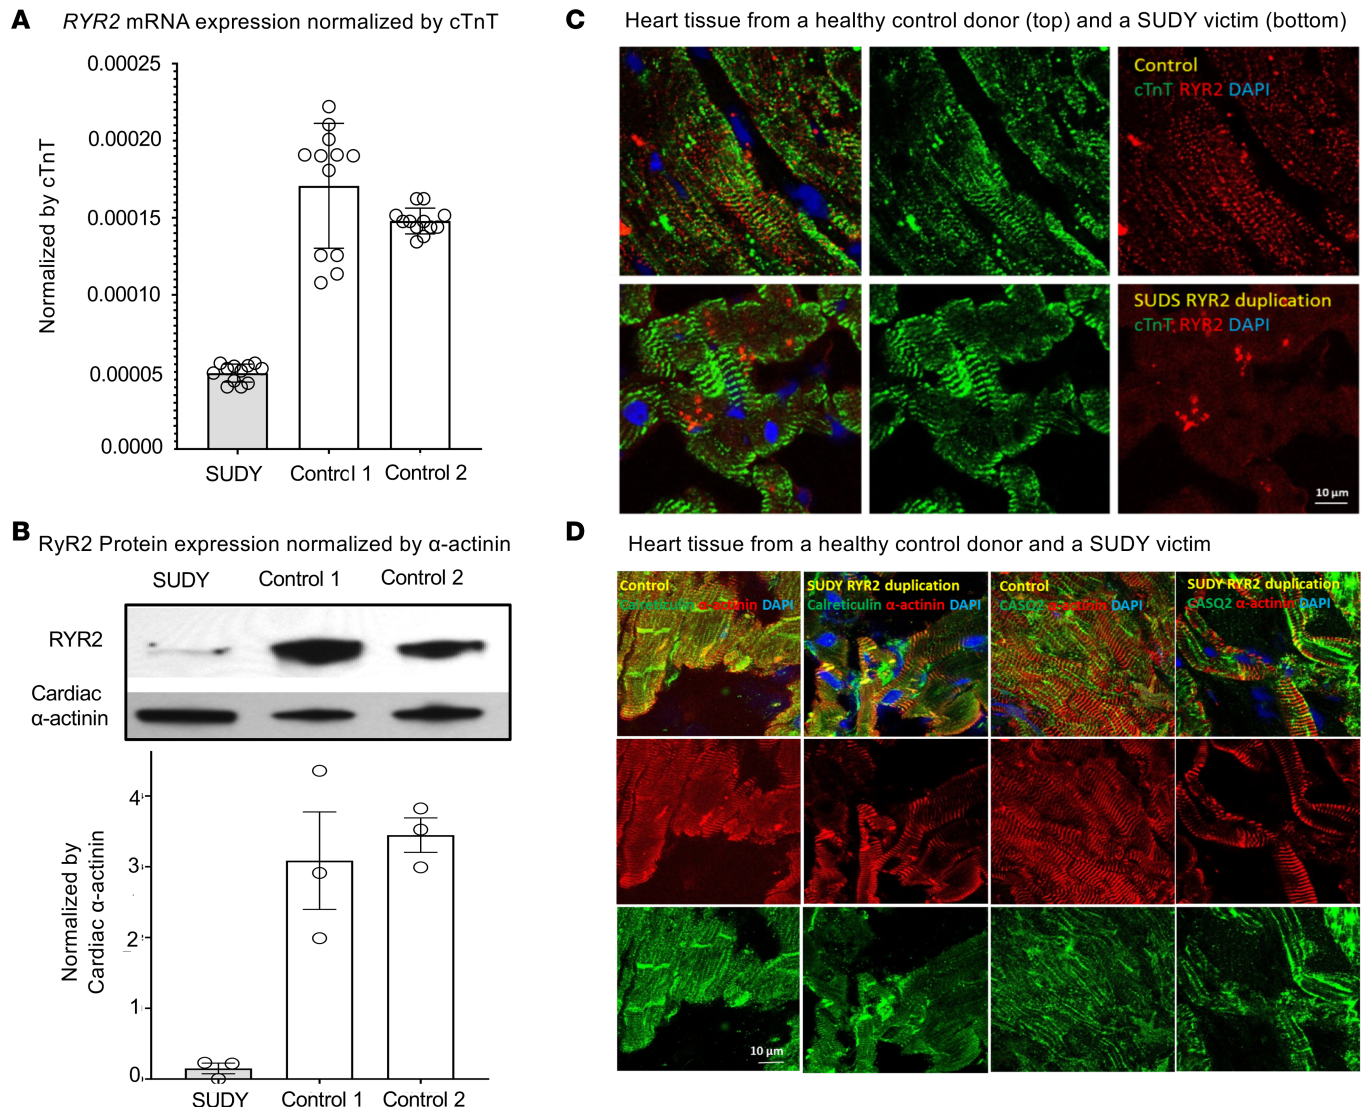 A
RYR2 mRNA expression normalized by cTnT
Normalized by cTnT
0.00025
0.00020
0.00015
0.00010
0.00005
0.0000
SUDY
Control 1
Control 2
B
RyR2 Protein expression normalized by α-actinin
SUDY
Control 1
Control 2
RYR2
Cardiac
α-actinin
Normalized by
Cardiac α-actinin
4
3
2
1
0
SUDY
Control 1
Control 2
C
Heart tissue from a healthy control donor (top) and a SUDY victim (bottom)
Control
cTnT RYR2 DAPI
SUDS RYR2 duplication
cTnT RYR2 DAPI
10 µm
D
Heart tissue from a healthy control donor and a SUDY victim
Control
Calreticulin α-actinin DAPI
SUDY RYR2 duplication
Calreticulin α-actinin DAPI
Control
CASQ2 α-actinin DAPI
SUDY RYR2 duplication
CASQ2 α-actinin DAPI
10 µm